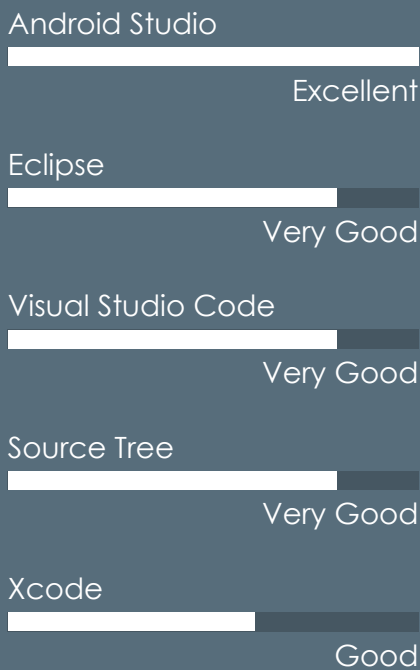 Android Studio
Excellent
Eclipse
Very Good
Visual Studio Code
Very Good
Source Tree
Very Good
Xcode
Good